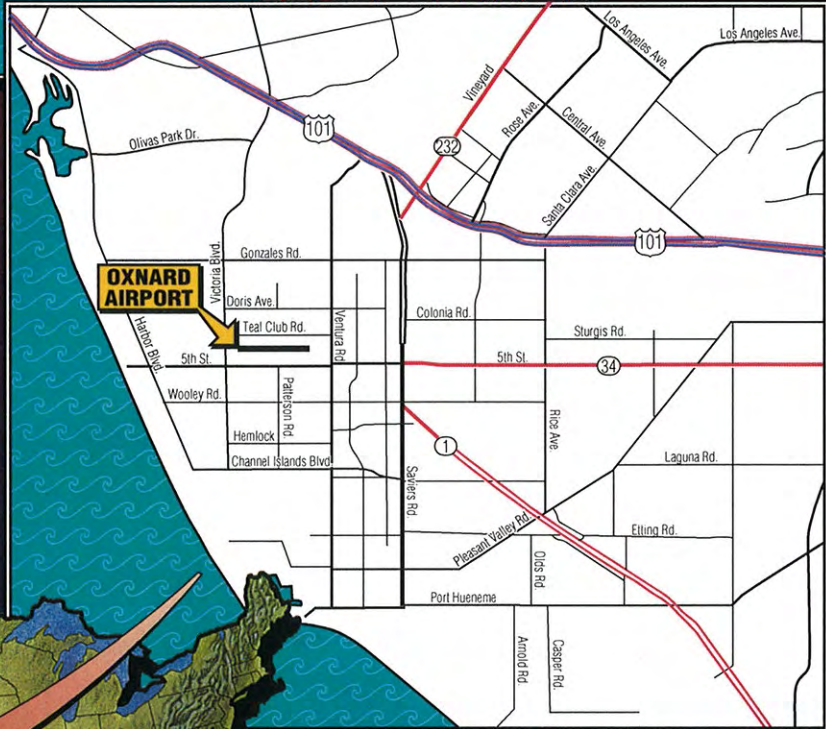 Los Angeles Ave.
Los Angeles Ave.
Vineyard
Rose Ave.
Central Ave.
101
232
Olivas Park Dr.
Santa Clara Ave.
101
Gonzales Rd.
Victoria Blvd.
OXNARD
AIRPORT
Doris Ave.
Harbor Blvd.
Teal Club Rd.
Ventura Rd
Colonia Rd.
Sturgis Rd.
5th St.
5th St.
34
Wooley Rd.
Patterson Rd.
Rice Ave.
Hemlock
1
Channel Islands Blvd
Laguna Rd.
Saviers Rd.
Pleasant Valley Rd.
Etting Rd.
Olds Rd.
Port Hueneme
Arnold Rd.
Casper Rd.